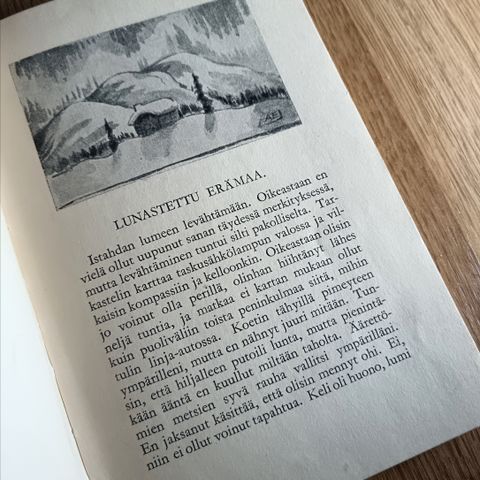 AE
LUNASTETTU ERÄMAA.
Istahdan lumeen levähtämään. Oikeastaan en
vielä ollut uupunut sanan täydessä merkityksessä,
mutta levähtäminen tuntui silti pakolliselta. Tar-
kastelin karttaa taskusähkölampun valossa ja vil-
kaisin kompassiin ja kelloonkin. Oikeastaan olisin
jo voinut olla perillä, olinhan hiihtänyt lähes
neljä tuntia, ja matkaa ei kartan mukaan ollut
kuin puoliväliin toista peninkulmaa siitä, mihin
tulin linja-autossa. Koetin tähyillä pimeyteen
ympärilleni, mutta en nähnyt juuri mitään. Tun-
sin, että hiljalleen putoili lunta, mutta pienintä-
kään ääntä en kuullut miltään taholta. Äärettö-
mien metsien syvä rauha vallitsi ympärilläni.
En jaksanut käsittää, että olisin mennyt ohi. Ei,
niin ei ollut voinut tapahtua. Keli oli huono, lumi